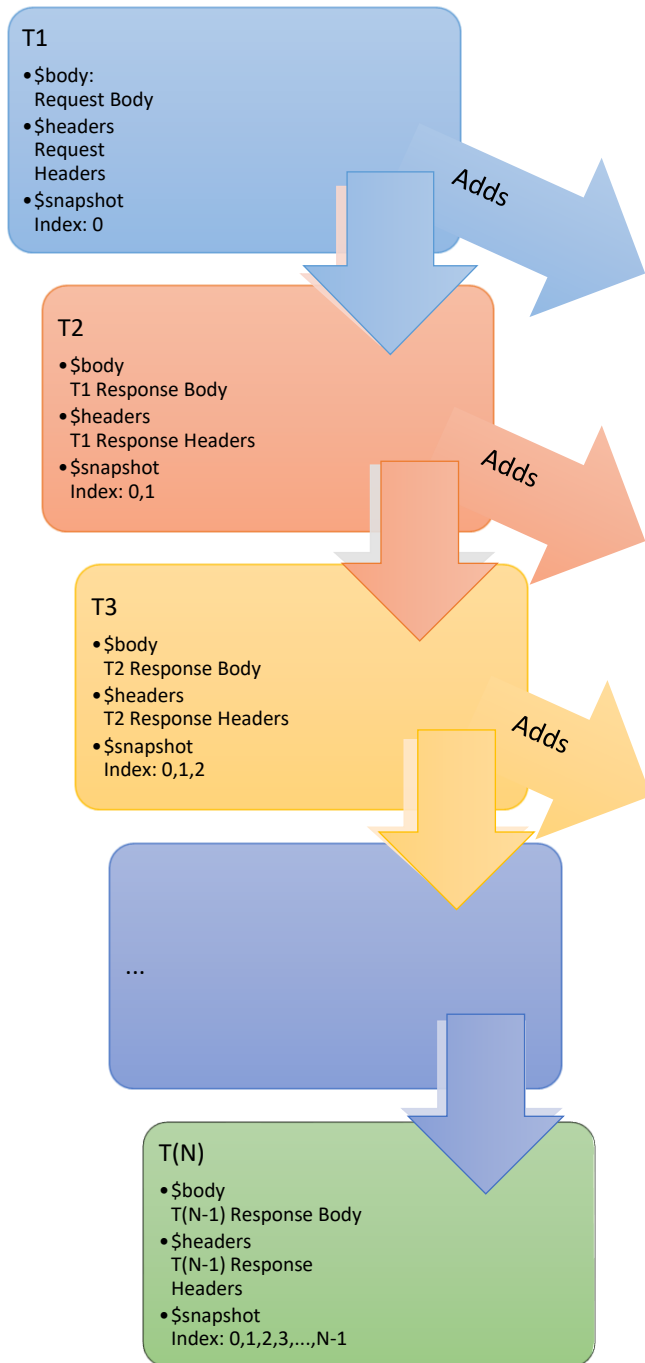 T1
•$body:
Request Body
•$headers
Request
Headers
•$snapshot
Index: 0
Adds
T2
•$body
T1 Response Body
•$headers
T1 Response Headers
•$snapshot
Index: 0,1
Adds
T3
•$body
T2 Response Body
•$headers
T2 Response Headers
•$snapshot
Index: 0,1,2
Adds
...
T(N)
•$body
T(N-1) Response Body
•$headers
T(N-1) Response
Headers
•$snapshot
Index: 0,1,2,3,...,N-1